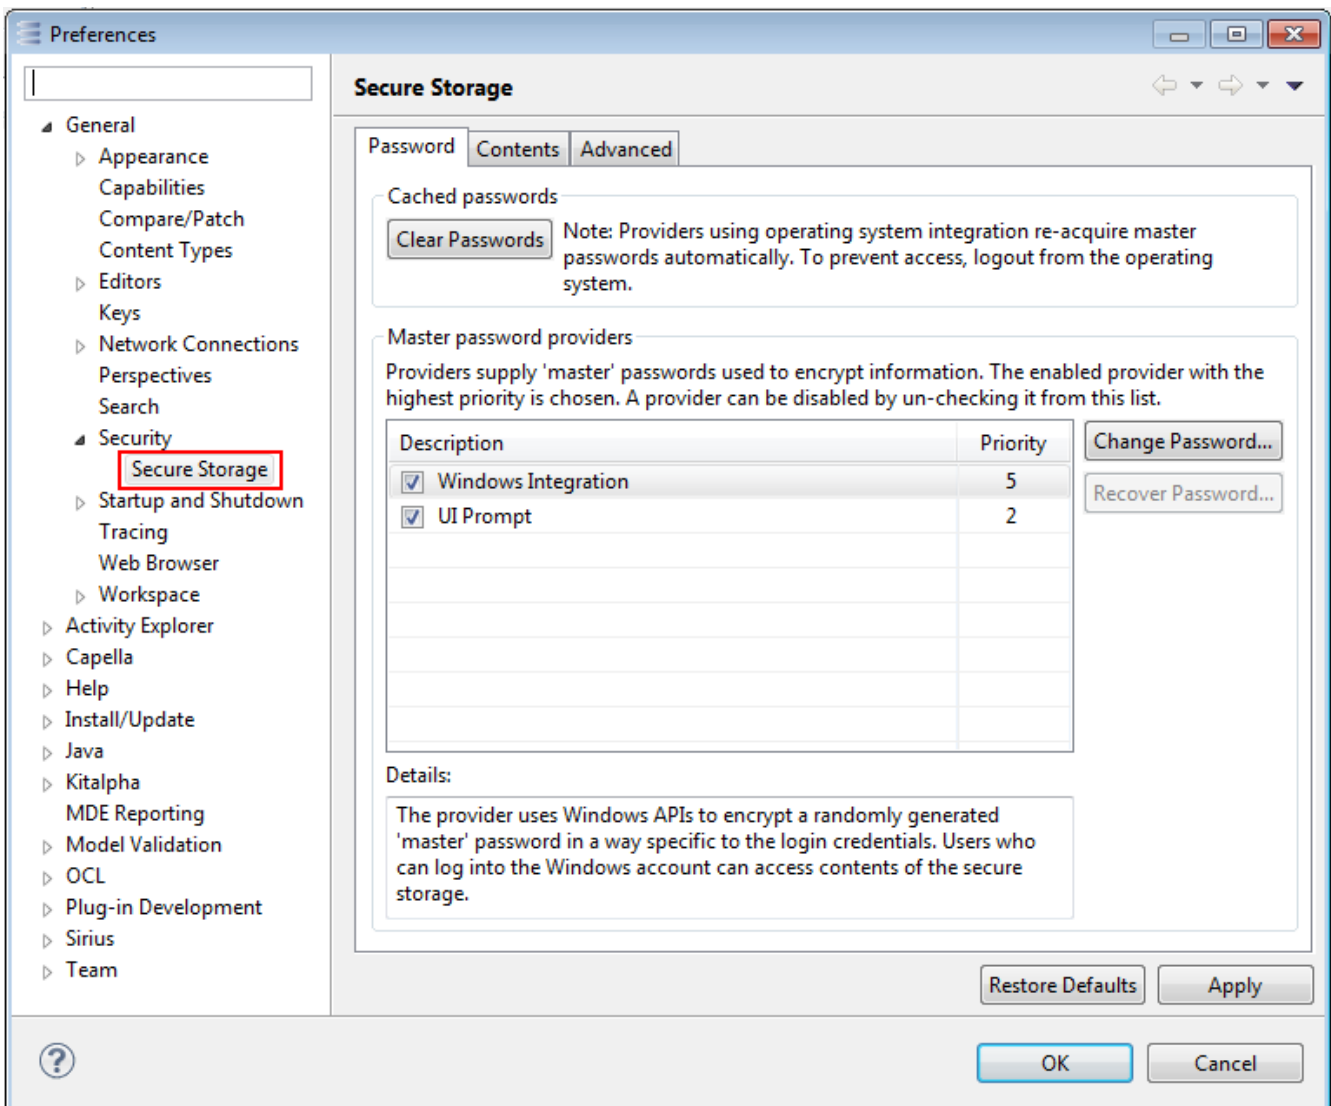 Preferences
General
Appearance
Capabilities
Compare/Patch
Content Types
Editors
Keys
Network Connections
Perspectives
Search
Security
Secure Storage
Startup and Shutdown
Tracing
Web Browser
Workspace
Activity Explorer
Capella
Help
Install/Update
Java
Kitalpha
MDE Reporting
Model Validation
OCL
Plug-in Development
Sirius
Team
Secure Storage
Password Contents Advanced
Cached passwords
Clear Passwords
Note: Providers using operating system integration re-acquire master
passwords automatically. To prevent access, logout from the operating
system.
Master password providers
Providers supply 'master' passwords used to encrypt information. The enabled provider with the
highest priority is chosen. A provider can be disabled by un-checking it from this list.
Description Priority
Windows Integration 5
UI Prompt 2
Change Password...
Recover Password...
Details:
The provider uses Windows APIs to encrypt a randomly generated
'master' password in a way specific to the login credentials. Users who
can log into the Windows account can access contents of the secure
storage.
Restore Defaults Apply
? OK Cancel